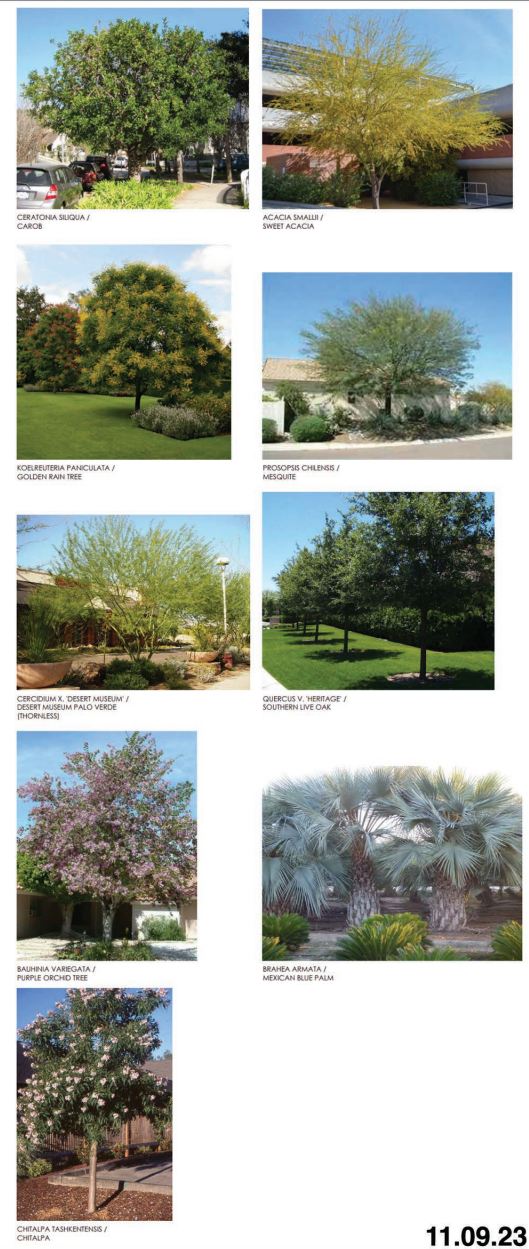 CERATONIA SILIQUA /
CAROB
ACACIA SMALLII /
SWEET ACACIA
KOELREUTERIA PANICULATA /
GOLDEN RAIN TREE
PROSOPSIS CHILENSIS /
MESQUITE
CERCIDIUM X. 'DESERT MUSEUM' /
DESERT MUSEUM PALO VERDE
(THORNLESS)
QUERCUS V. 'HERITAGE' /
SOUTHERN LIVE OAK
BAUHINIA VARIEGATA /
PURPLE ORCHID TREE
BRAHEA ARMATA /
MEXICAN BLUE PALM
CHITALPA TASHKENTENSIS /
CHITALPA
11.09.23